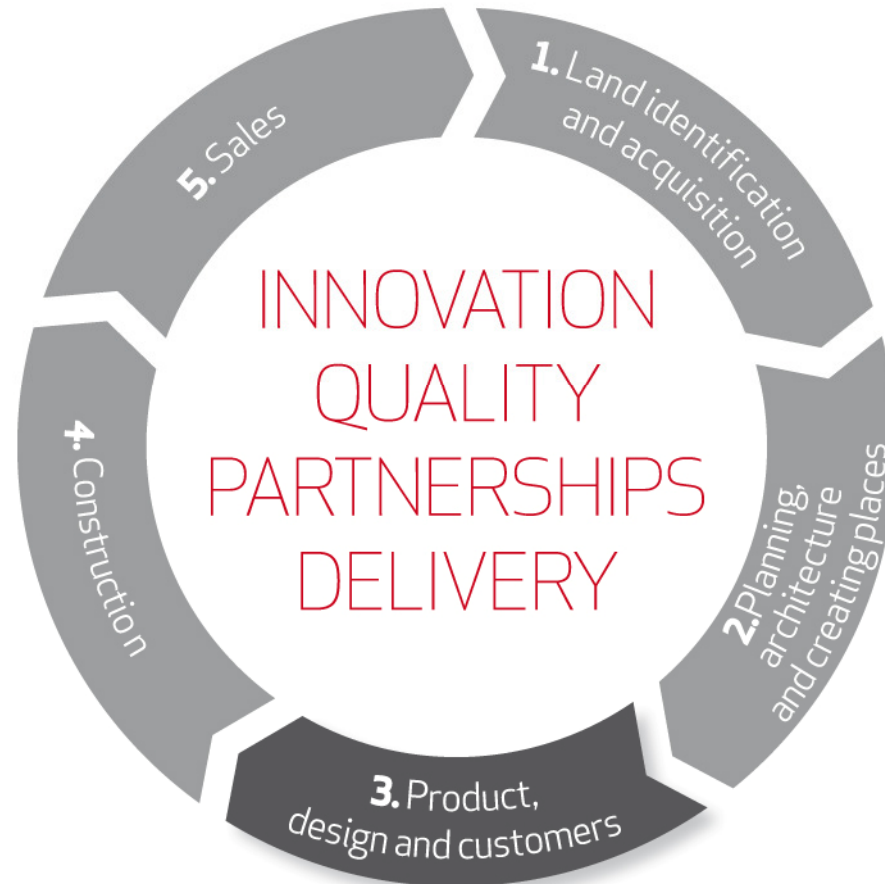 1. Land identification
and acquisition
2.Planning,
architecture
and creating places
3. Product,
design and customers
4. Construction
5. Sales
INNOVATION
QUALITY
PARTNERSHIPS
DELIVERY